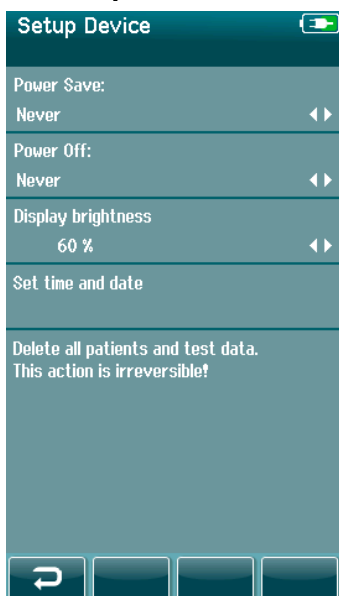 Setup Device
Power Save:
Never
Power Off:
Never
Display brightness
60 %
Set time and date
Delete all patients and test data.
This action is irreversible!